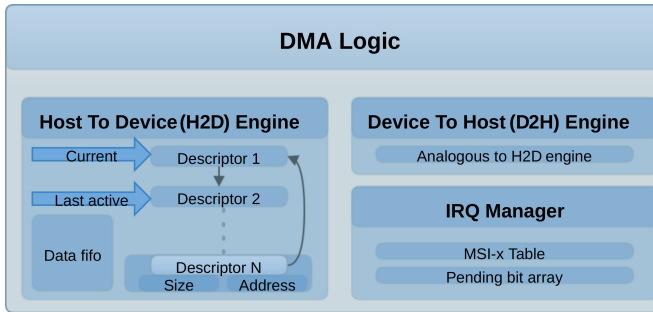 DMA Logic
Host To Device(H2D) Engine
Current
Descriptor 1
Last active
Descriptor 2
Data fifo
Descriptor N
Size
Address
Device To Host (D2H) Engine
Analogous to H2D engine
IRQ Manager
MSI-x Table
Pending bit array